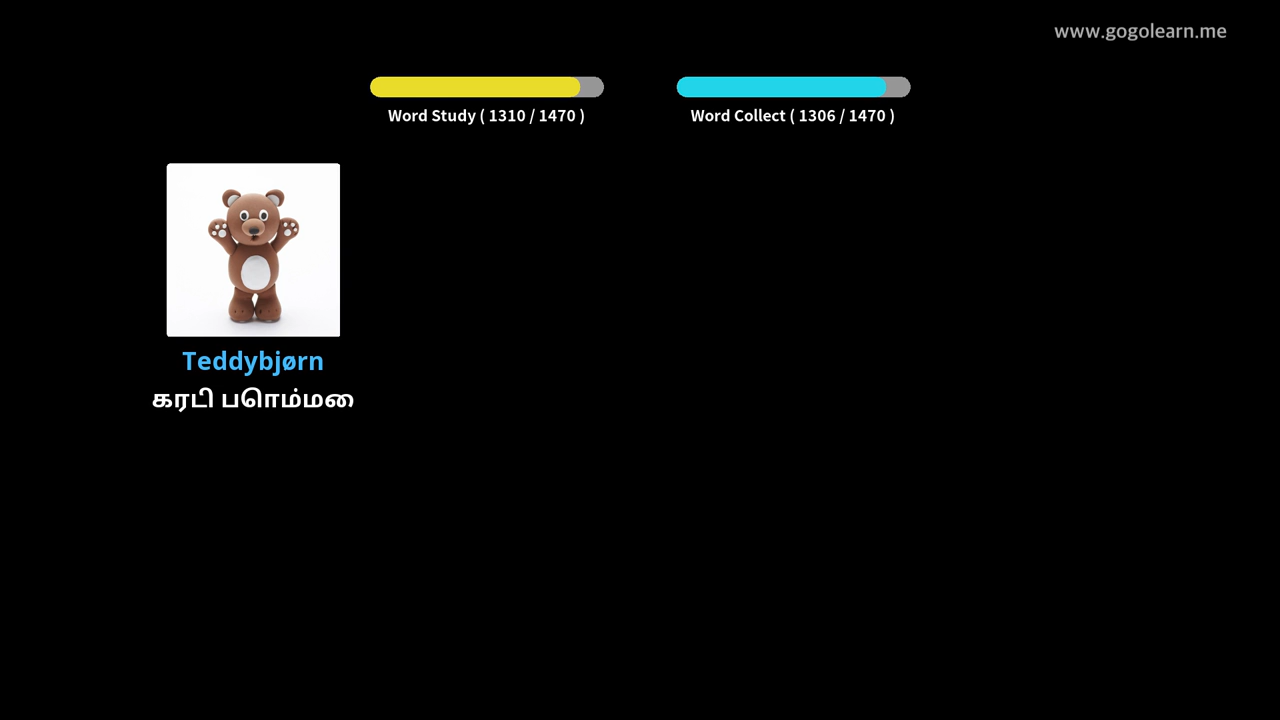 www.gogolearn.me
Word Study ( 1310 / 1470 )
Word Collect ( 1306 / 1470 )
Teddybjørn
கரடி பொம்மை